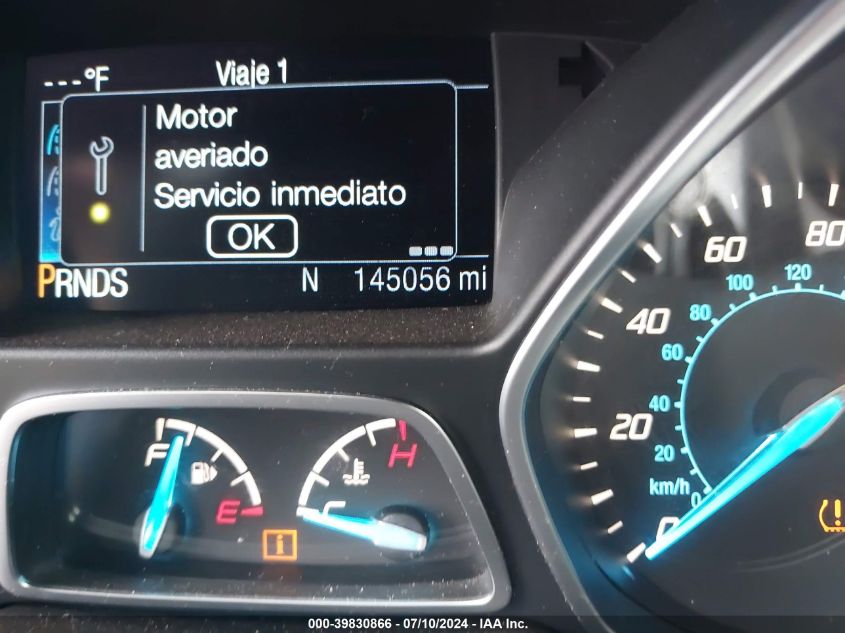 ---°F Viaje 1
Motor
averiado
Servicio inmediato
OK
PRNDS N 145056 mi
F E
C H
i
0 20 40 60 80
km/h 0 20 40 60 80 100 120
000-39830866 - 07/10/2024 - IAA Inc.